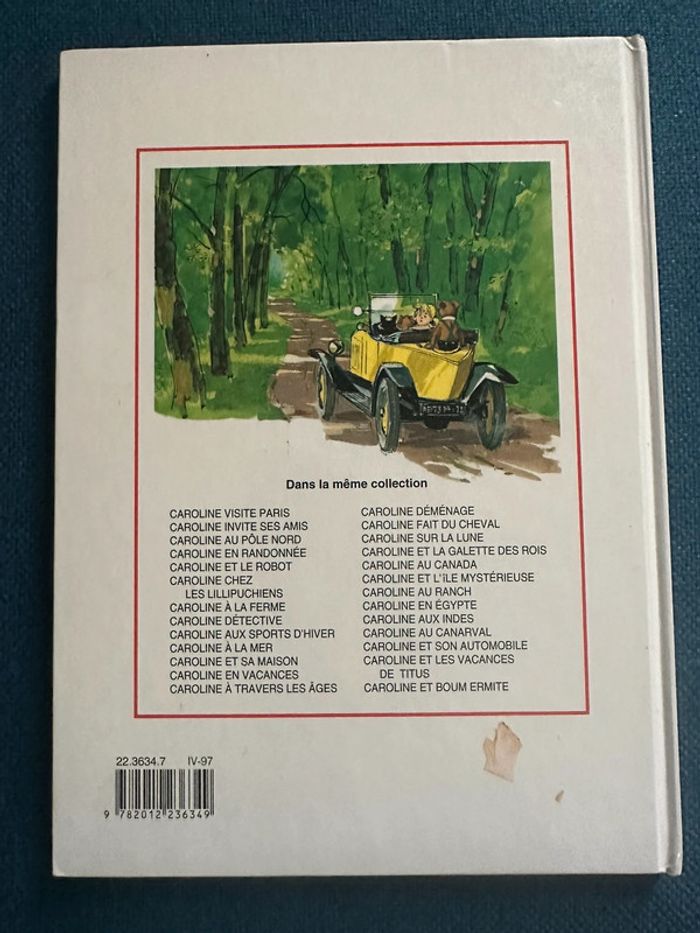 Dans la même collection
CAROLINE VISITE PARIS
CAROLINE INVITE SES AMIS
CAROLINE AU PÔLE NORD
CAROLINE EN RANDONNÉE
CAROLINE ET LE ROBOT
CAROLINE CHEZ
LES LILLIPUCHIENS
CAROLINE À LA FERME
CAROLINE DÉTECTIVE
CAROLINE AUX SPORTS D'HIVER
CAROLINE À LA MER
CAROLINE ET SA MAISON
CAROLINE EN VACANCES
CAROLINE À TRAVERS LES ÂGES
CAROLINE DÉMÉNAGE
CAROLINE FAIT DU CHEVAL
CAROLINE SUR LA LUNE
CAROLINE ET LA GALETTE DES ROIS
CAROLINE AU CANADA
CAROLINE ET L'îLE MYSTÉRIEUSE
CAROLINE AU RANCH
CAROLINE EN ÉGYPTE
CAROLINE AUX INDES
CAROLINE AU CANARVAL
CAROLINE ET SON AUTOMOBILE
CAROLINE ET LES VACANCES
DE TITUS
CAROLINE ET BOUM ERMITE
22.3634.7 IV-97
9 782012 236349